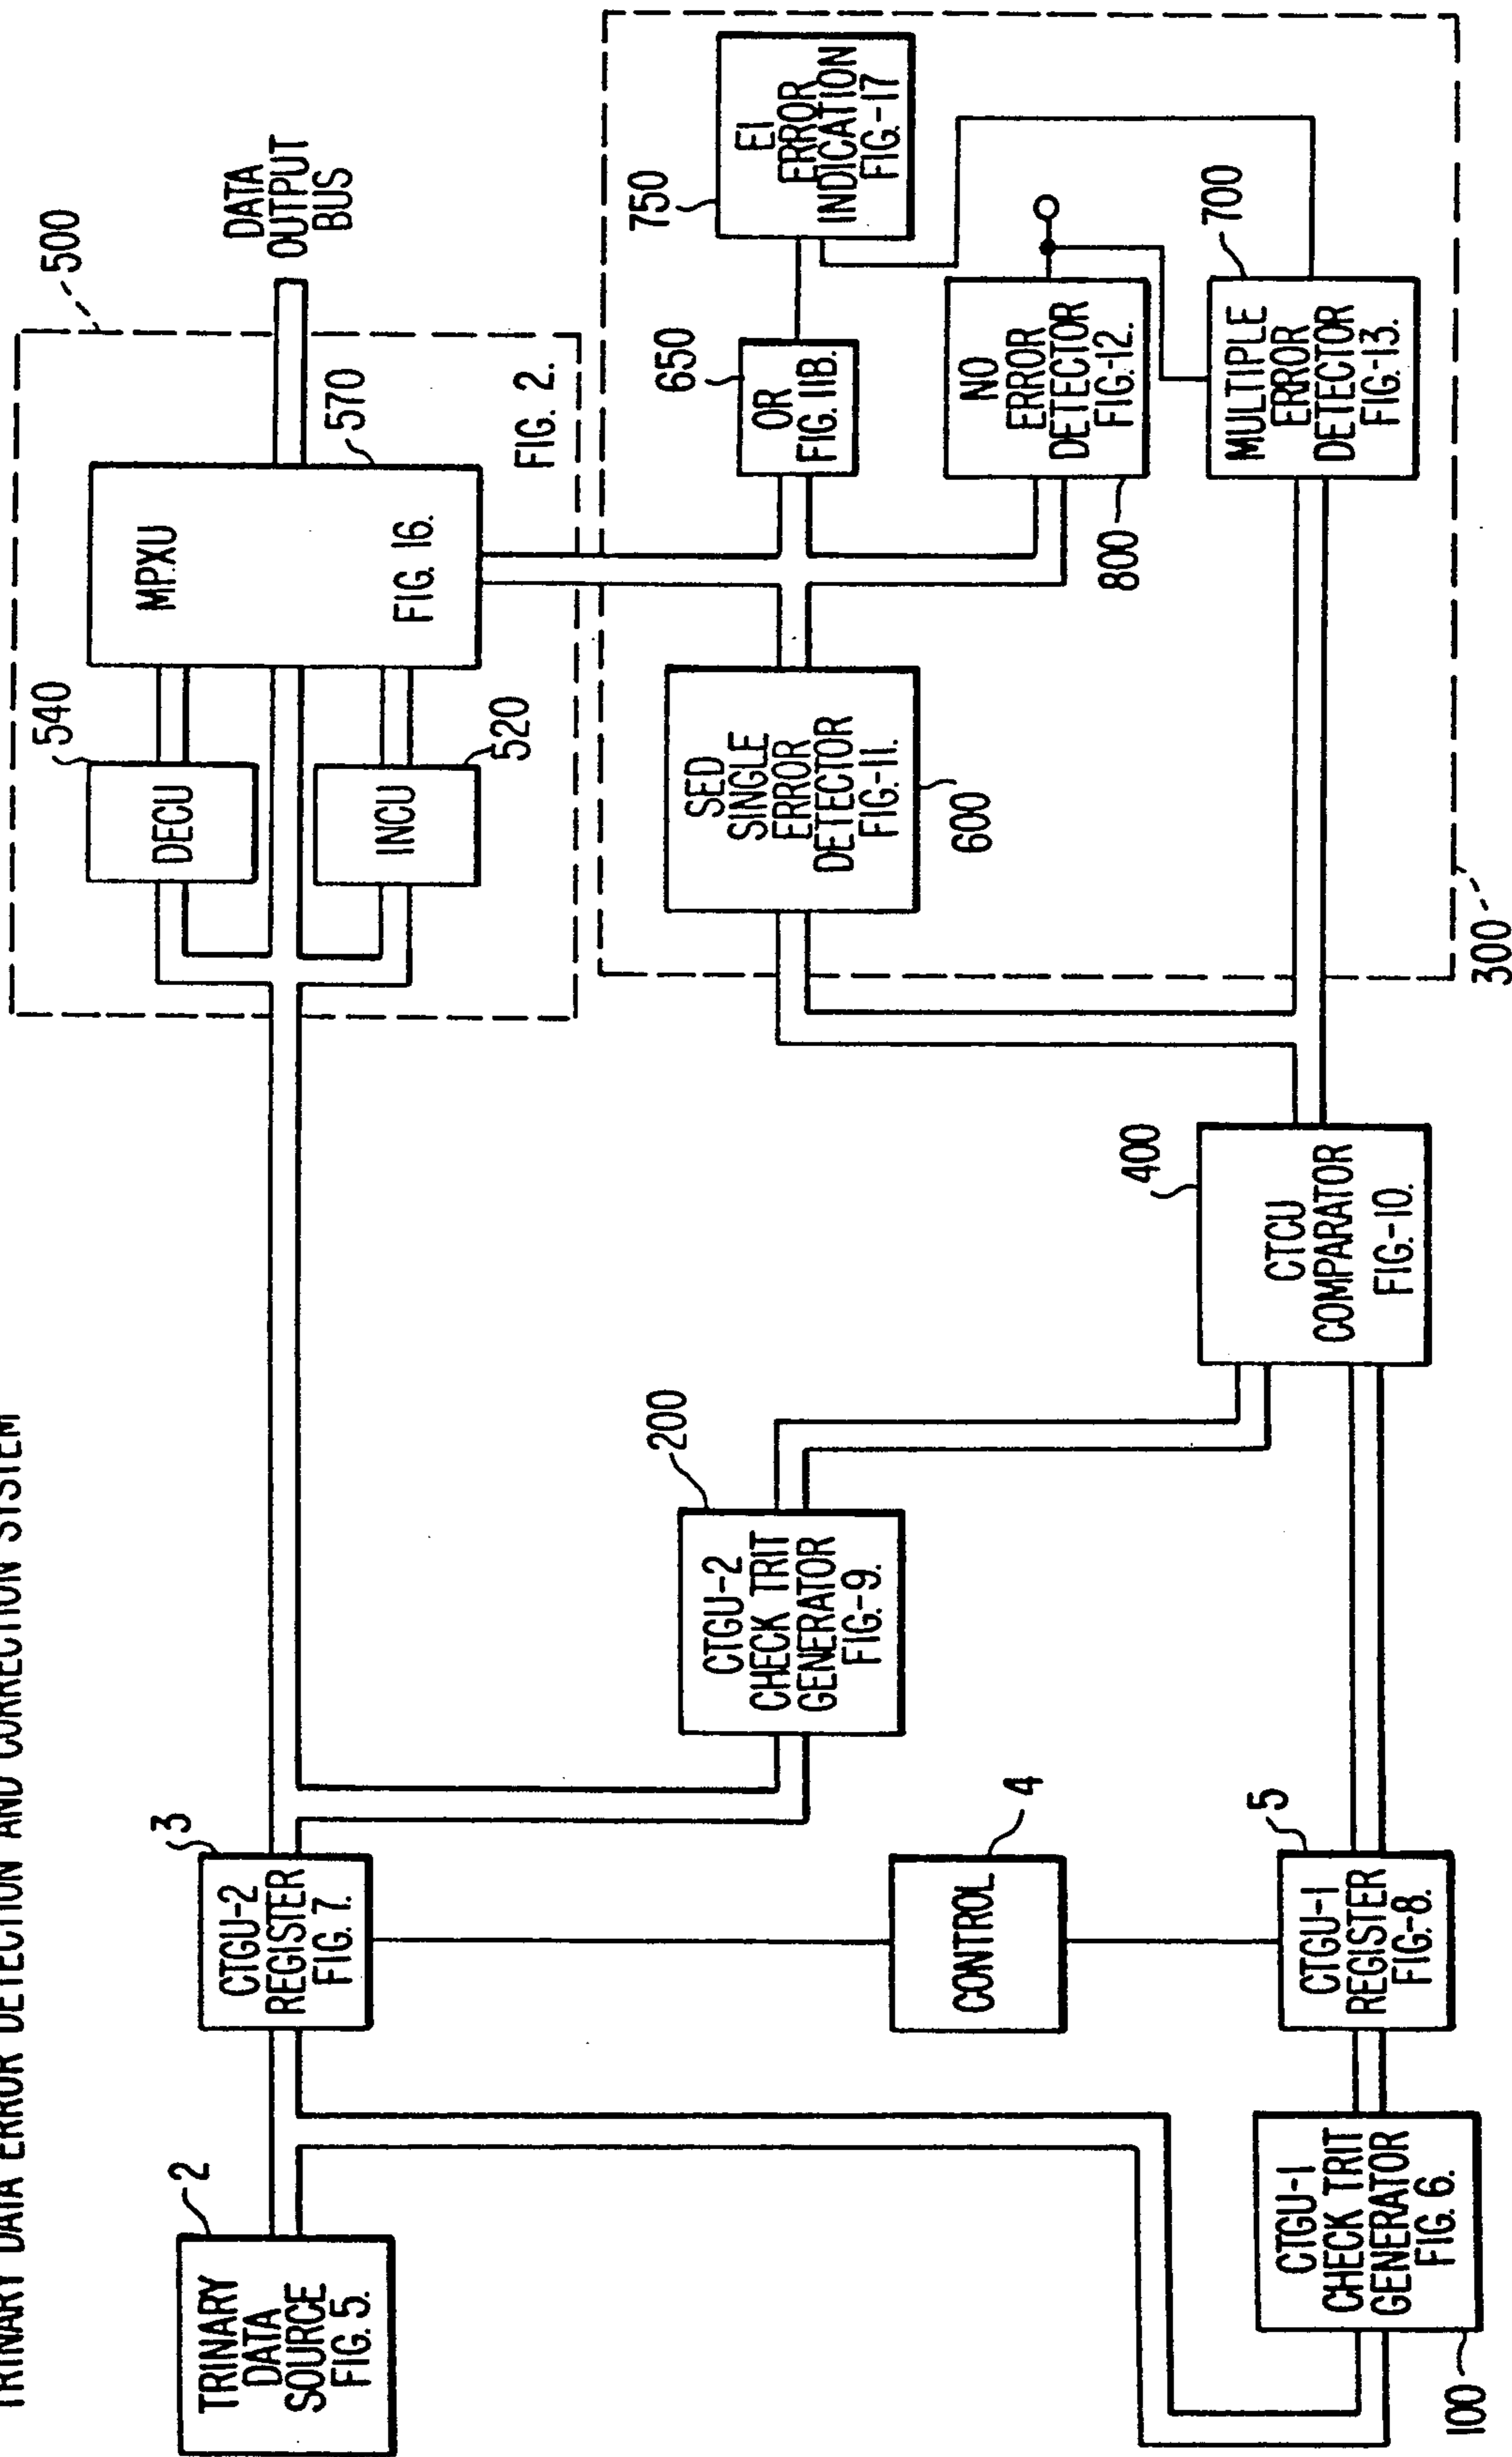 TRINARY DATA ERROR DETECTION AND CORRECTION SYSTEM
TRINARY
DATA
SOURCE
FIG. 5.
2
CTGU-2
REGISTER
FIG. 7.
3
540
DECU
INCU
520
MPXU
FIG. 16.
570
500
DATA
OUTPUT
BUS
FIG. 2.
CONTROL
4
CTGU-2
CHECK TRIT
GENERATOR
FIG.-9.
200
SED
SINGLE
ERROR
DETECTOR
FIG.-11.
600
OR
FIG. 11B.
650
EI
ERROR
INDICATION
FIG.-17
750
NO
ERROR
DETECTOR
FIG.-12.
800
CTGU-1
CHECK TRIT
GENERATOR
FIG. 6.
100
CTGU-1
REGISTER
FIG.-8.
5
CTCU
COMPARATOR
FIG.-10.
400
MULTIPLE
ERROR
DETECTOR
FIG.-13.
700
300